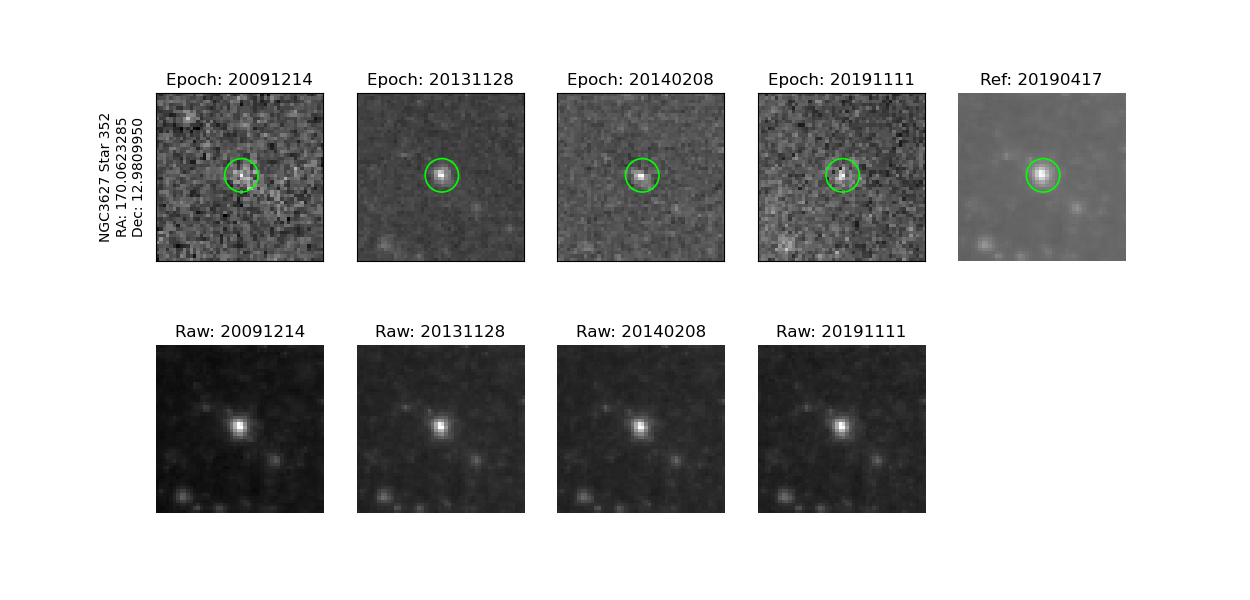 Epoch: 20091214
Epoch: 20131128
Epoch: 20140208
Epoch: 20191111
Ref: 20190417
NGC3627 Star 352
RA: 170.0623285
Dec: 12.9809950
Raw: 20091214
Raw: 20131128
Raw: 20140208
Raw: 20191111